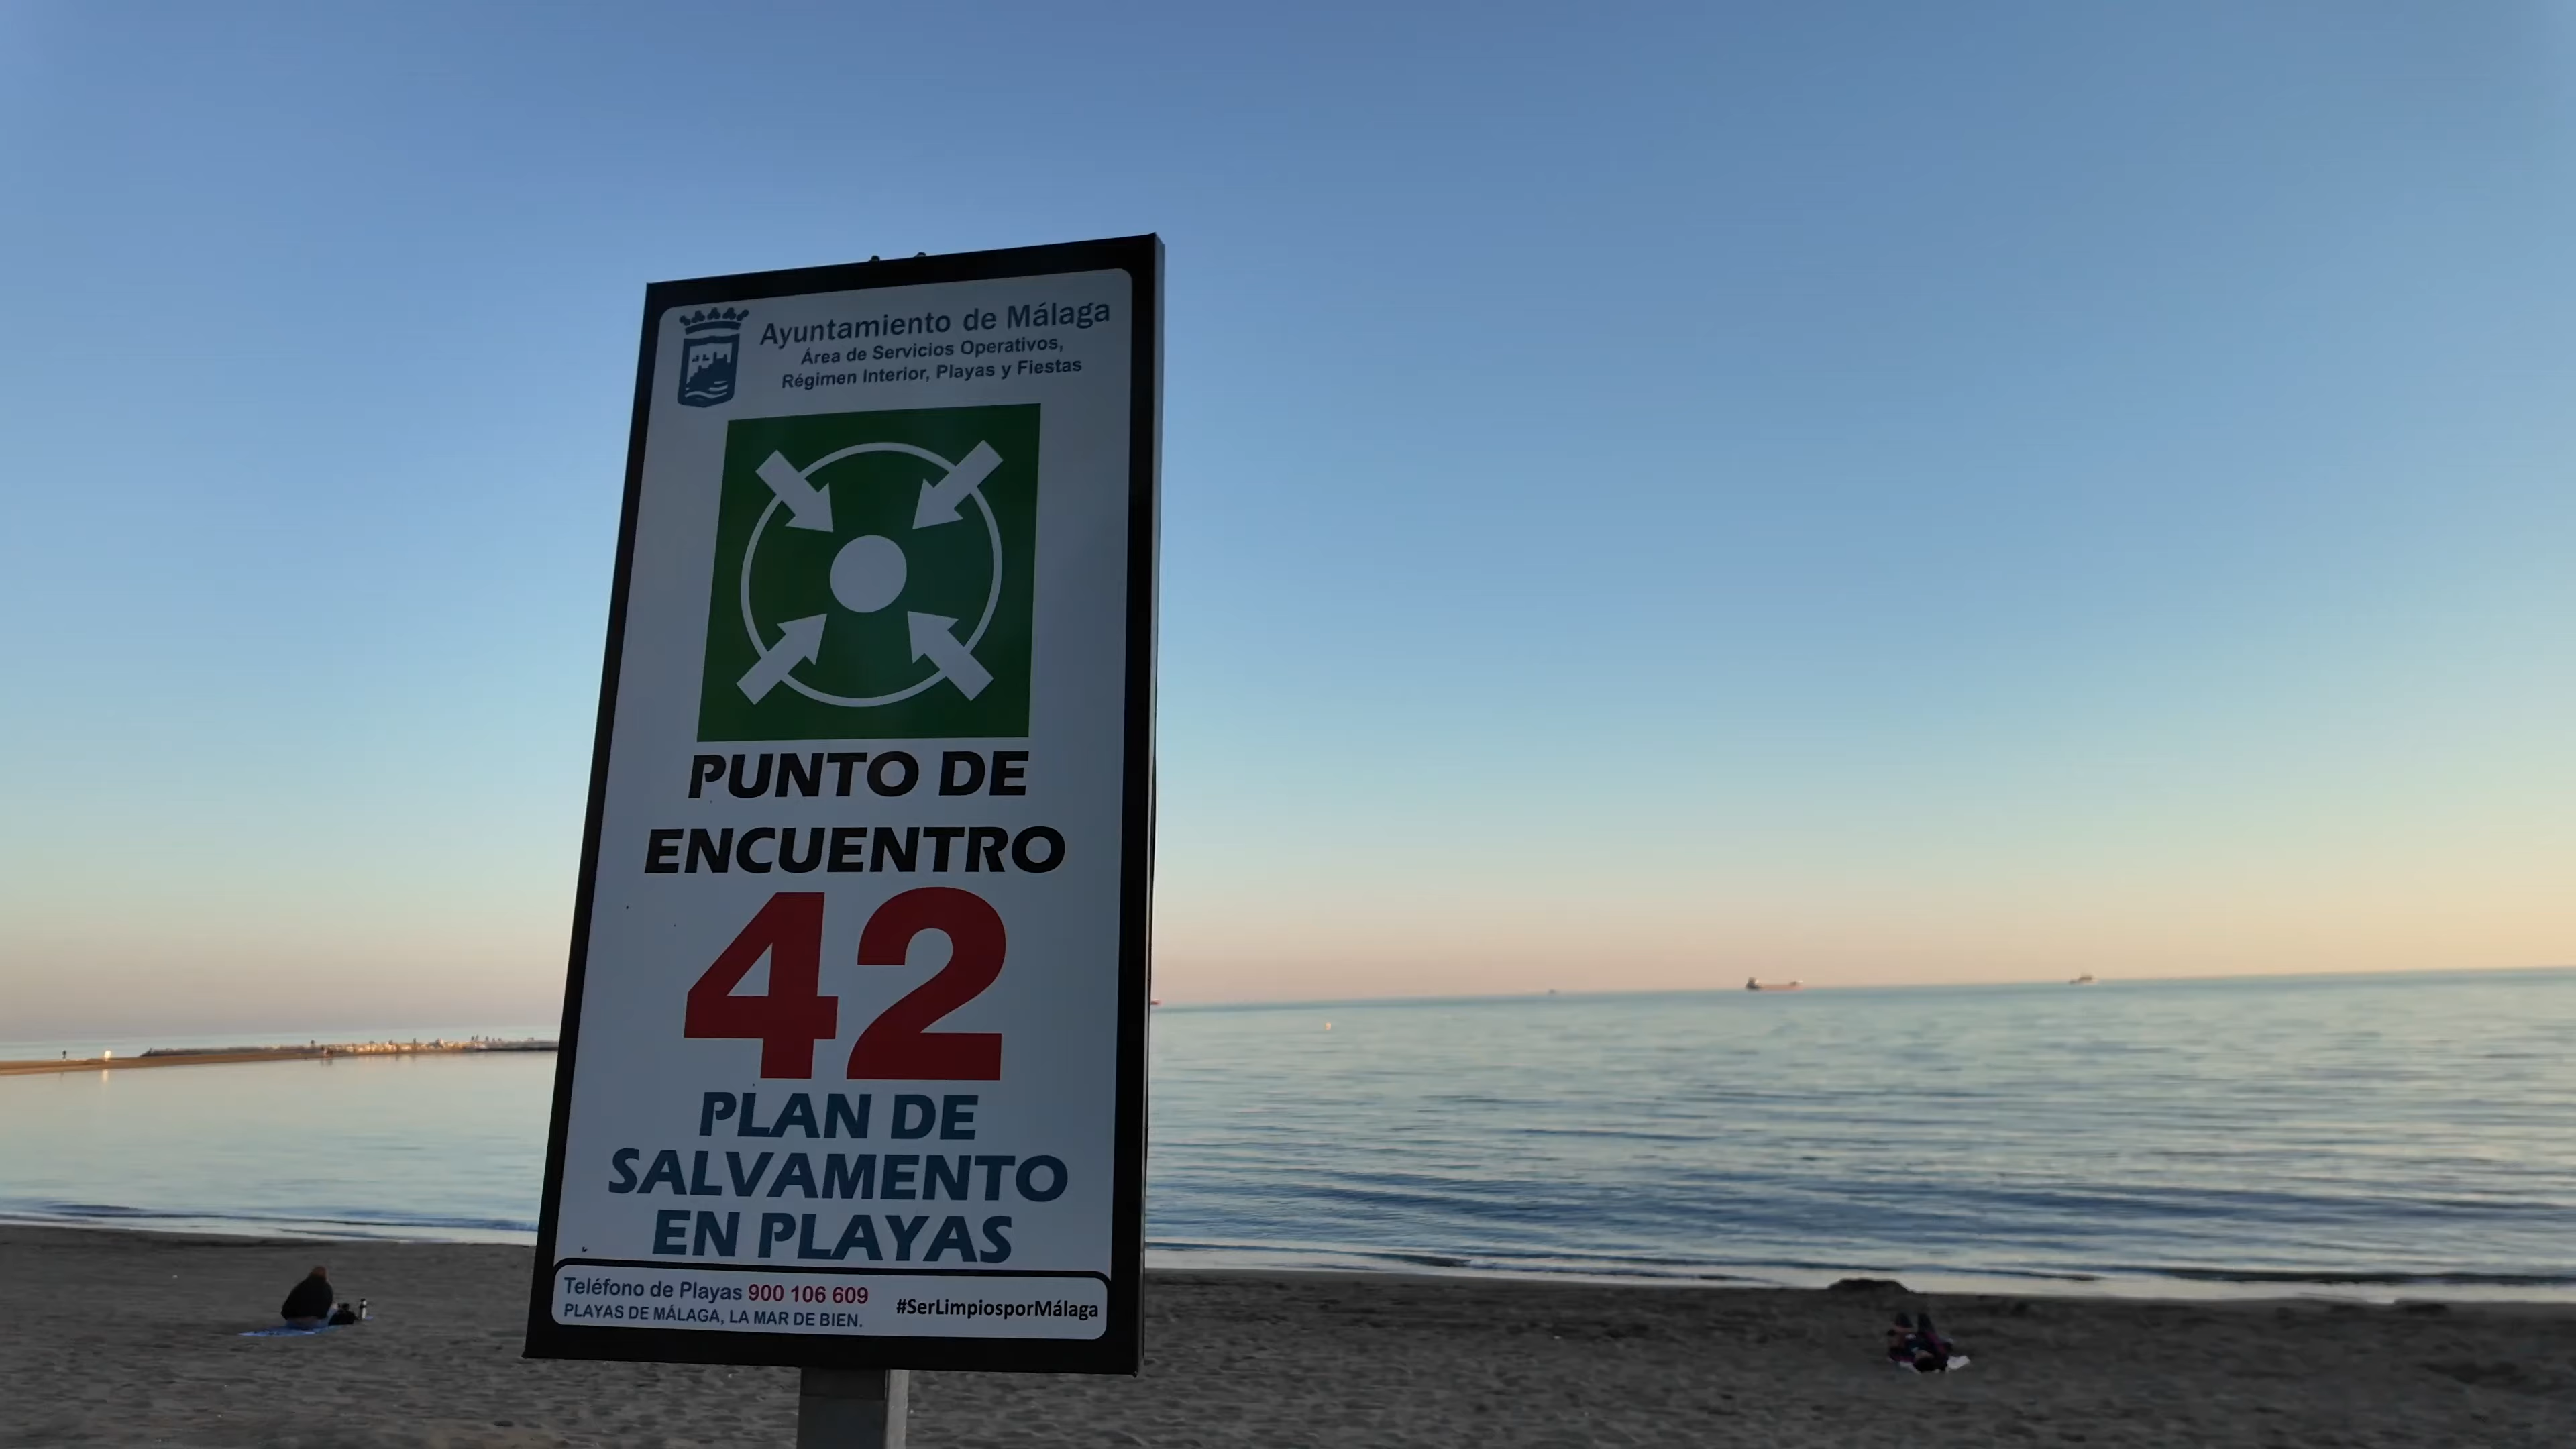 Ayuntamiento de Málaga
Área de Servicios Operativos,
Régimen Interior, Playas y Fiestas
PUNTO DE
ENCUENTRO
42
PLAN DE
SALVAMENTO
EN PLAYAS
Teléfono de Playas 900 106 609
PLAYAS DE MÁLAGA, LA MAR DE BIEN.
#SerLimpiosporMálaga